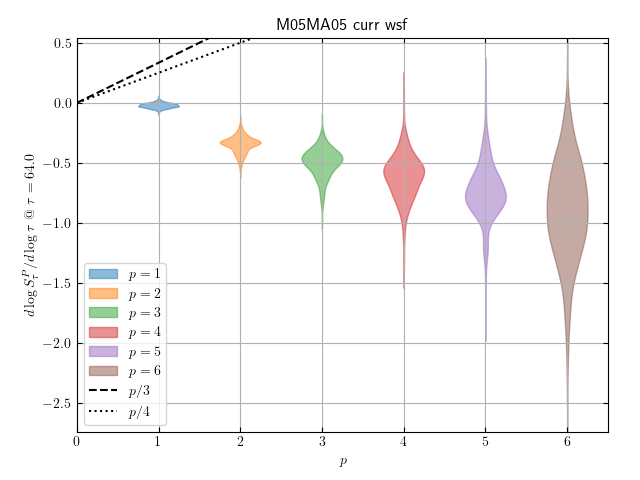 M05MA05 curr wsf
d log S_τ^P / d log τ @ τ = 64.0
0.5
0.0
−0.5
−1.0
−1.5
−2.0
−2.5
p = 1
p = 2
p = 3
p = 4
p = 5
p = 6
p/3
p/4
0 1 2 3 4 5 6
p